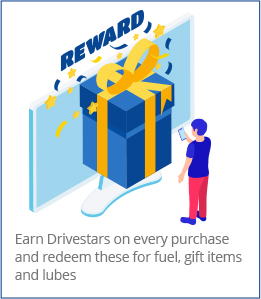 REWARD
Earn Drivestars on every purchase
and redeem these for fuel, gift items
and lubes